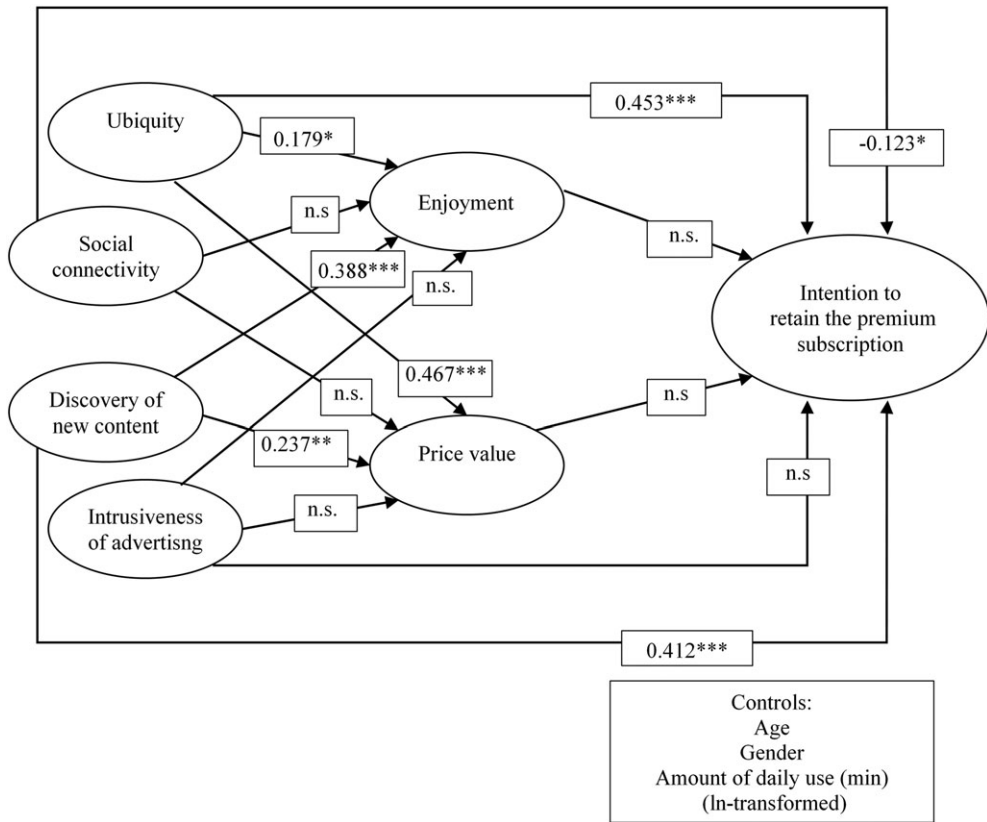 Ubiquity
0.453***
0.179*
-0.123*
n.s
Enjoyment
Social
connectivity
n.s.
0.388***
n.s.
Intention to
retain the premium
subscription
0.467***
n.s.
n.s
Discovery of
new content
0.237**
Price value
n.s
Intrusiveness
of advertisng
n.s.
0.412***
Controls:
Age
Gender
Amount of daily use (min)
(ln-transformed)